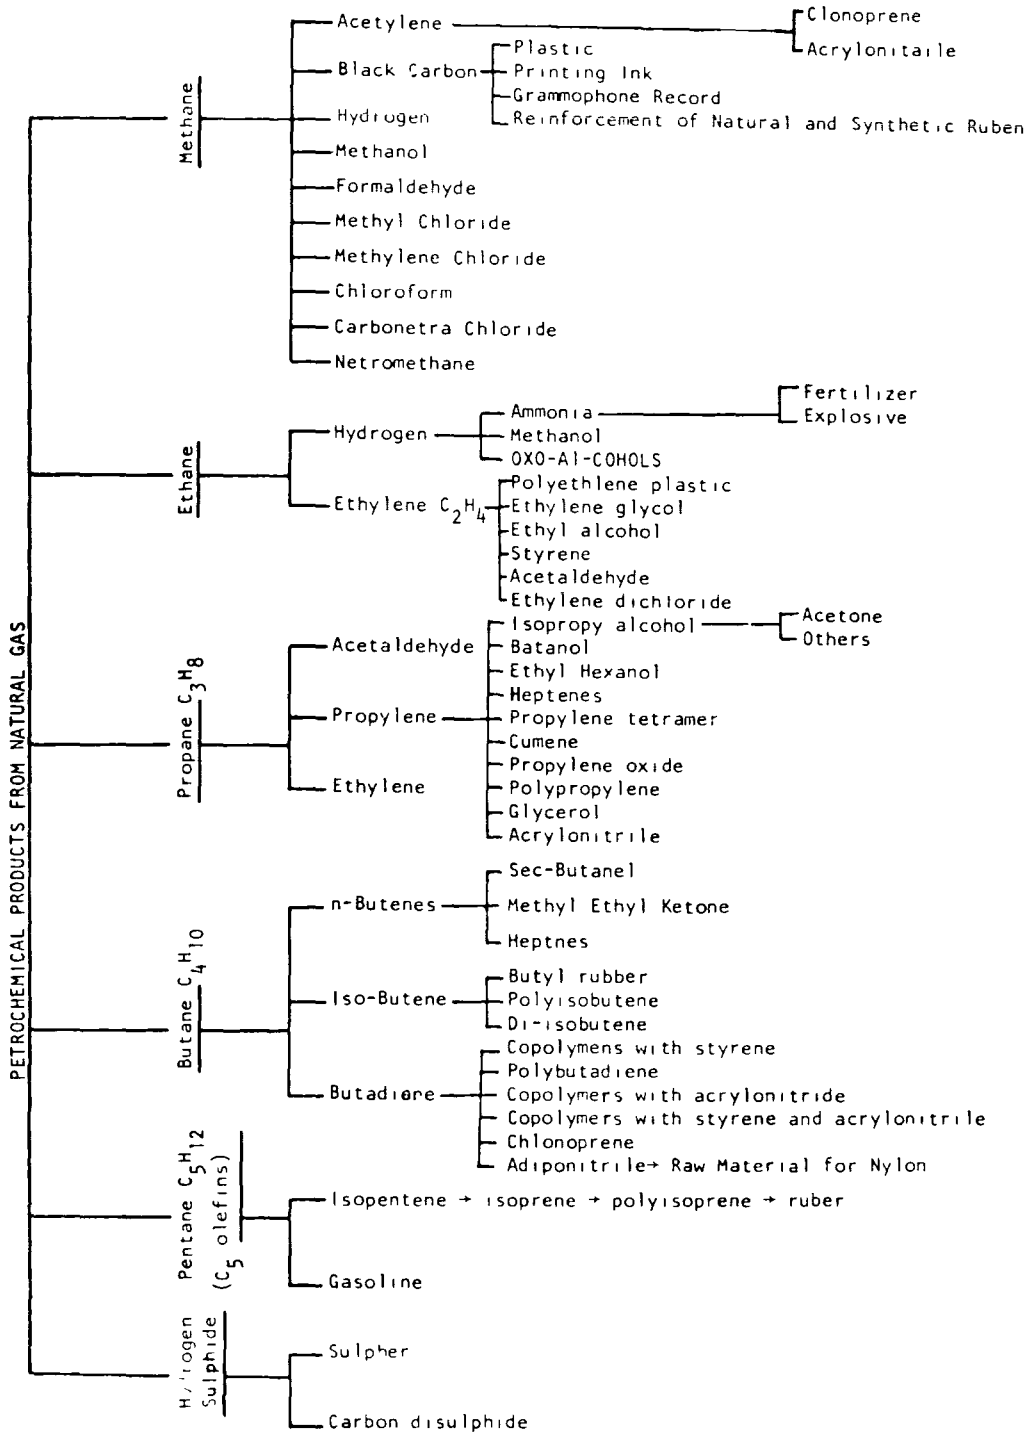 PETROCHEMICAL PRODUCTS FROM NATURAL GAS
Methane
Acetylene
Clonoprene
Acrylonitaile
Black Carbon
Plastic
Printing Ink
Grammophone Record
Reinforcement of Natural and Synthetic Ruben
Hydrogen
Methanol
Formaldehyde
Methyl Chloride
Methylene Chloride
Chloroform
Carbonetra Chloride
Netromethane
Ethane
Hydrogen
Ammonia
Fertilizer
Explosive
Methanol
OXO-Al-COHOLS
Ethylene C₂H₄
Polyethlene plastic
Ethylene glycol
Ethyl alcohol
Styrene
Acetaldehyde
Ethylene dichloride
Propane C₃H₈
Acetaldehyde
Propylene
Isopropy alcohol
Acetone
Others
Batanol
Ethyl Hexanol
Heptenes
Propylene tetramer
Cumene
Propylene oxide
Polypropylene
Glycerol
Acrylonitrile
Ethylene
Butane C₄H₁₀
n-Butenes
Sec-Butanel
Methyl Ethyl Ketone
Heptnes
Iso-Butene
Butyl rubber
Polyisobutene
Di-isobutene
Butadiene
Copolymens with styrene
Polybutadiene
Copolymers with acrylonitride
Copolymers with styrene and acrylonitrile
Chlonoprene
Adiponitrile→ Raw Material for Nylon
Pentane C₅H₁₂
(C₅ olefins)
Isopentene → isoprene → polyisoprene → ruber
Gasoline
Hydrogen
Sulphide
Sulpher
Carbon disulphide